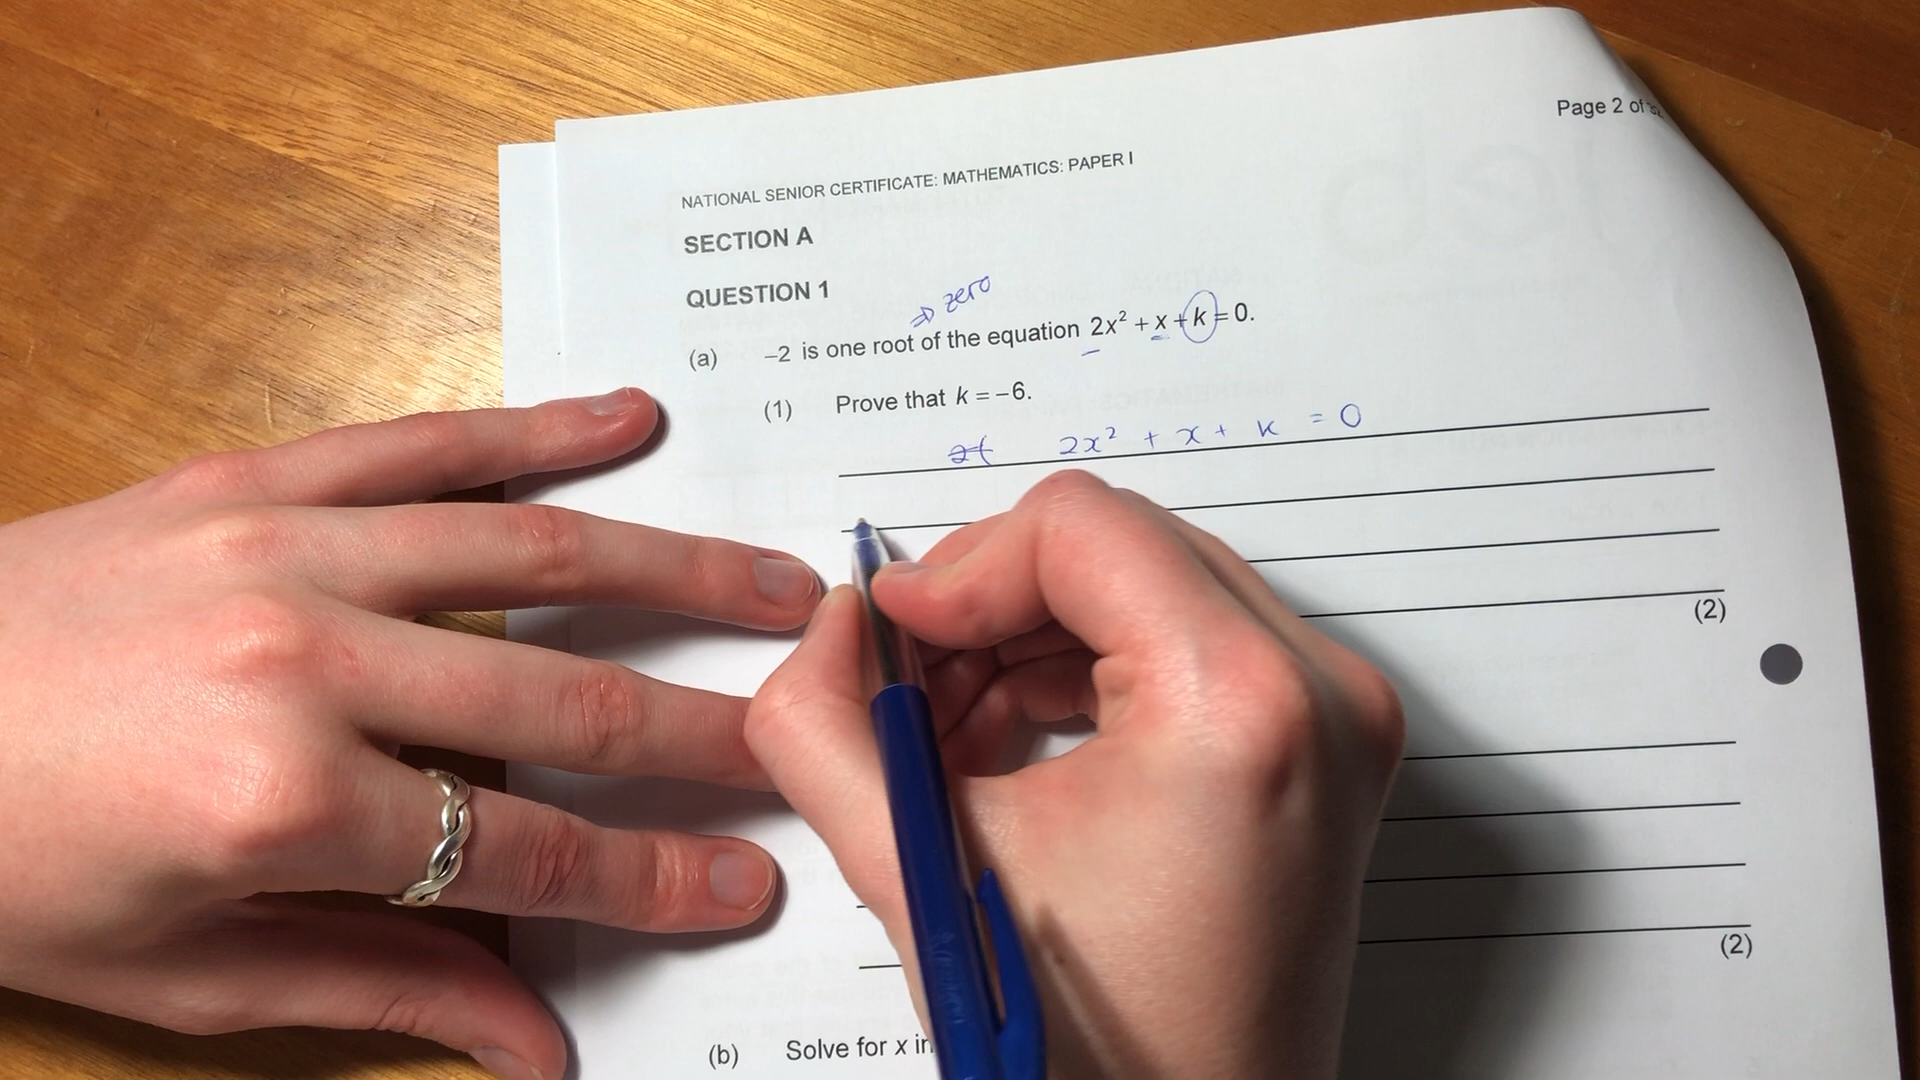 Page 2 of
NATIONAL SENIOR CERTIFICATE: MATHEMATICS: PAPER I
SECTION A
QUESTION 1
⇒ zero
(a) –2 is one root of the equation 2x² + x + k = 0.
(1) Prove that k = –6.
2x² + x + k = 0
(2)
(2)
(b) Solve for x in